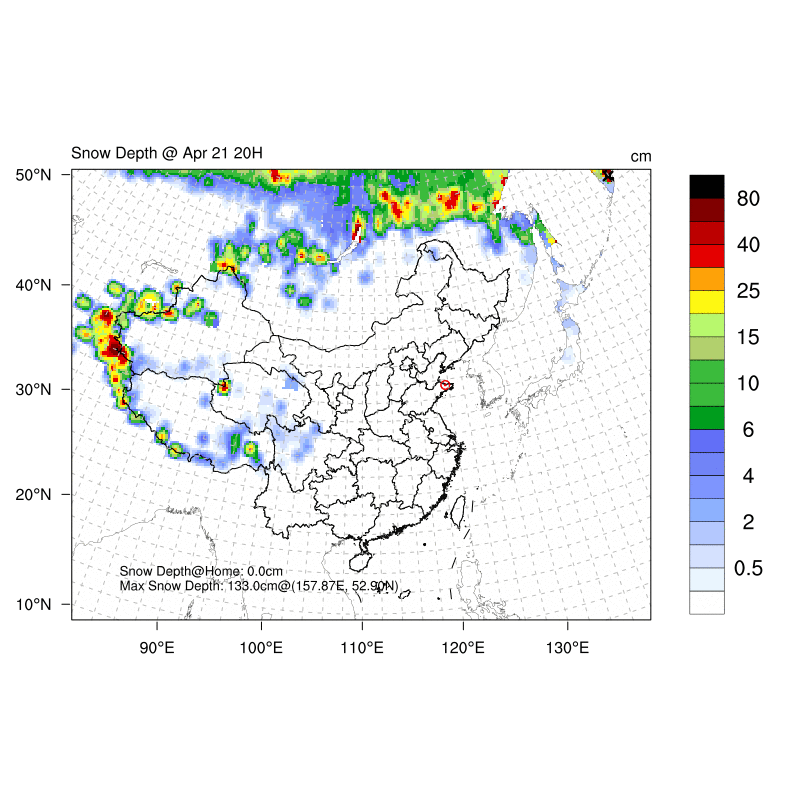 Snow Depth @ Apr 21 20H
cm
50°N
40°N
30°N
20°N
10°N
90°E 100°E 110°E 120°E 130°E
80
40
25
15
10
6
4
2
0.5
Snow Depth@Home: 0.0cm
Max Snow Depth: 133.0cm@(157.87E, 52.90N)